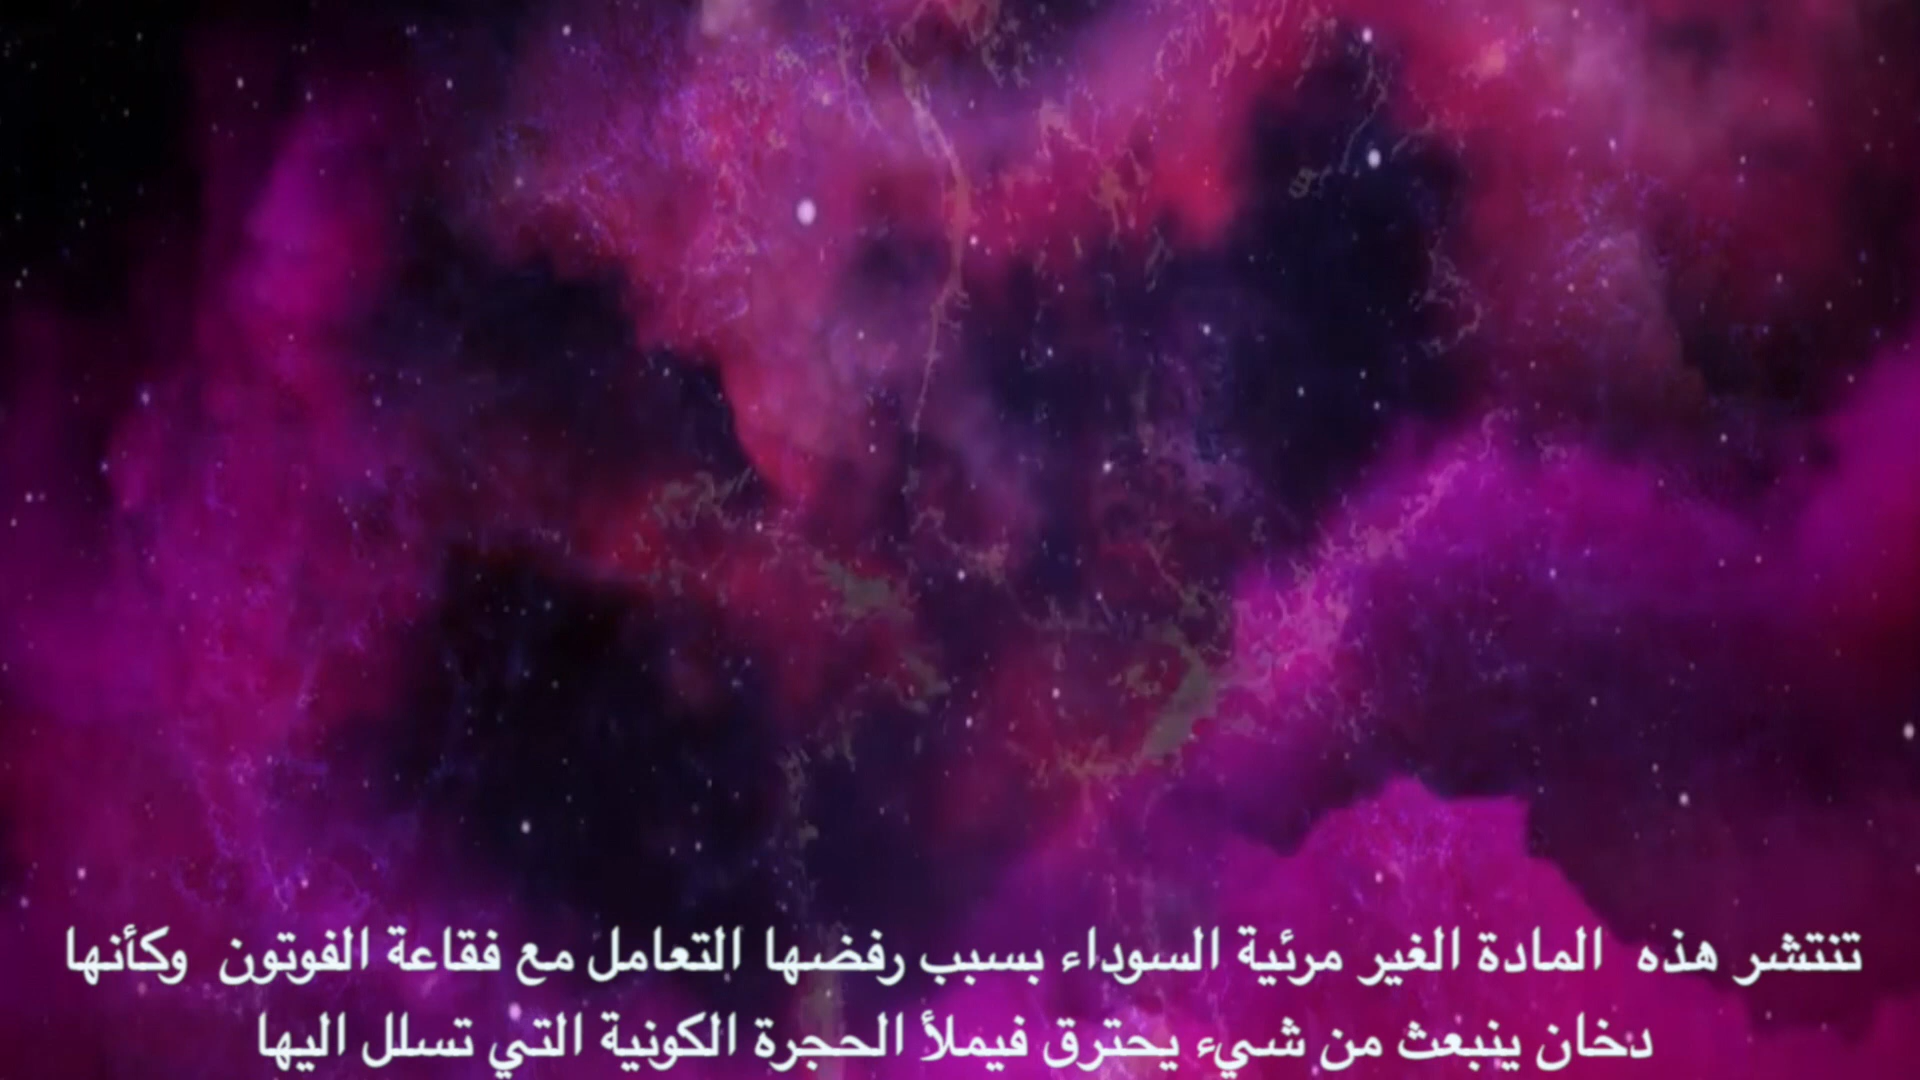 تنتشر هذه المادة الغير مرئية السوداء بسبب رفضها التعامل مع فقاعة الفوتون وكأنها
دخان ينبعث من شيء يحترق فيملأ الحجرة الكونية التي تسلل اليها